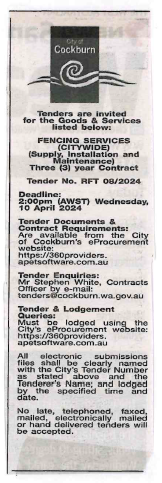 City of
Cockburn
Tenders are invited
for the Goods & Services
listed below:
FENCING SERVICES
(CITYWIDE)
(Supply, Installation and
Maintenance)
Three (3) year Contract
Tender No. RFT 08/2024
Deadline:
2:00pm (AWST) Wednesday,
10 April 2024
Tender Documents &
Contract Requirements:
Are available from the City
of Cockburn's eProcurement
website:
https://360providers.
apetsoftware.com.au
Tender Enquiries:
Mr Stephen White, Contracts
Officer by e-mail:
tenders@cockburn.wa.gov.au
Tender & Lodgement
Queries:
Must be lodged using the
City's eProcurement website:
https://360providers.
apetsoftware.com.au
All electronic submissions
files shall be clearly named
with the City's Tender Number
as stated above and the
Tenderer's Name; and lodged
by the specified time and
date.
No late, telephoned, faxed,
mailed, electronically mailed
or hand delivered tenders will
be accepted.